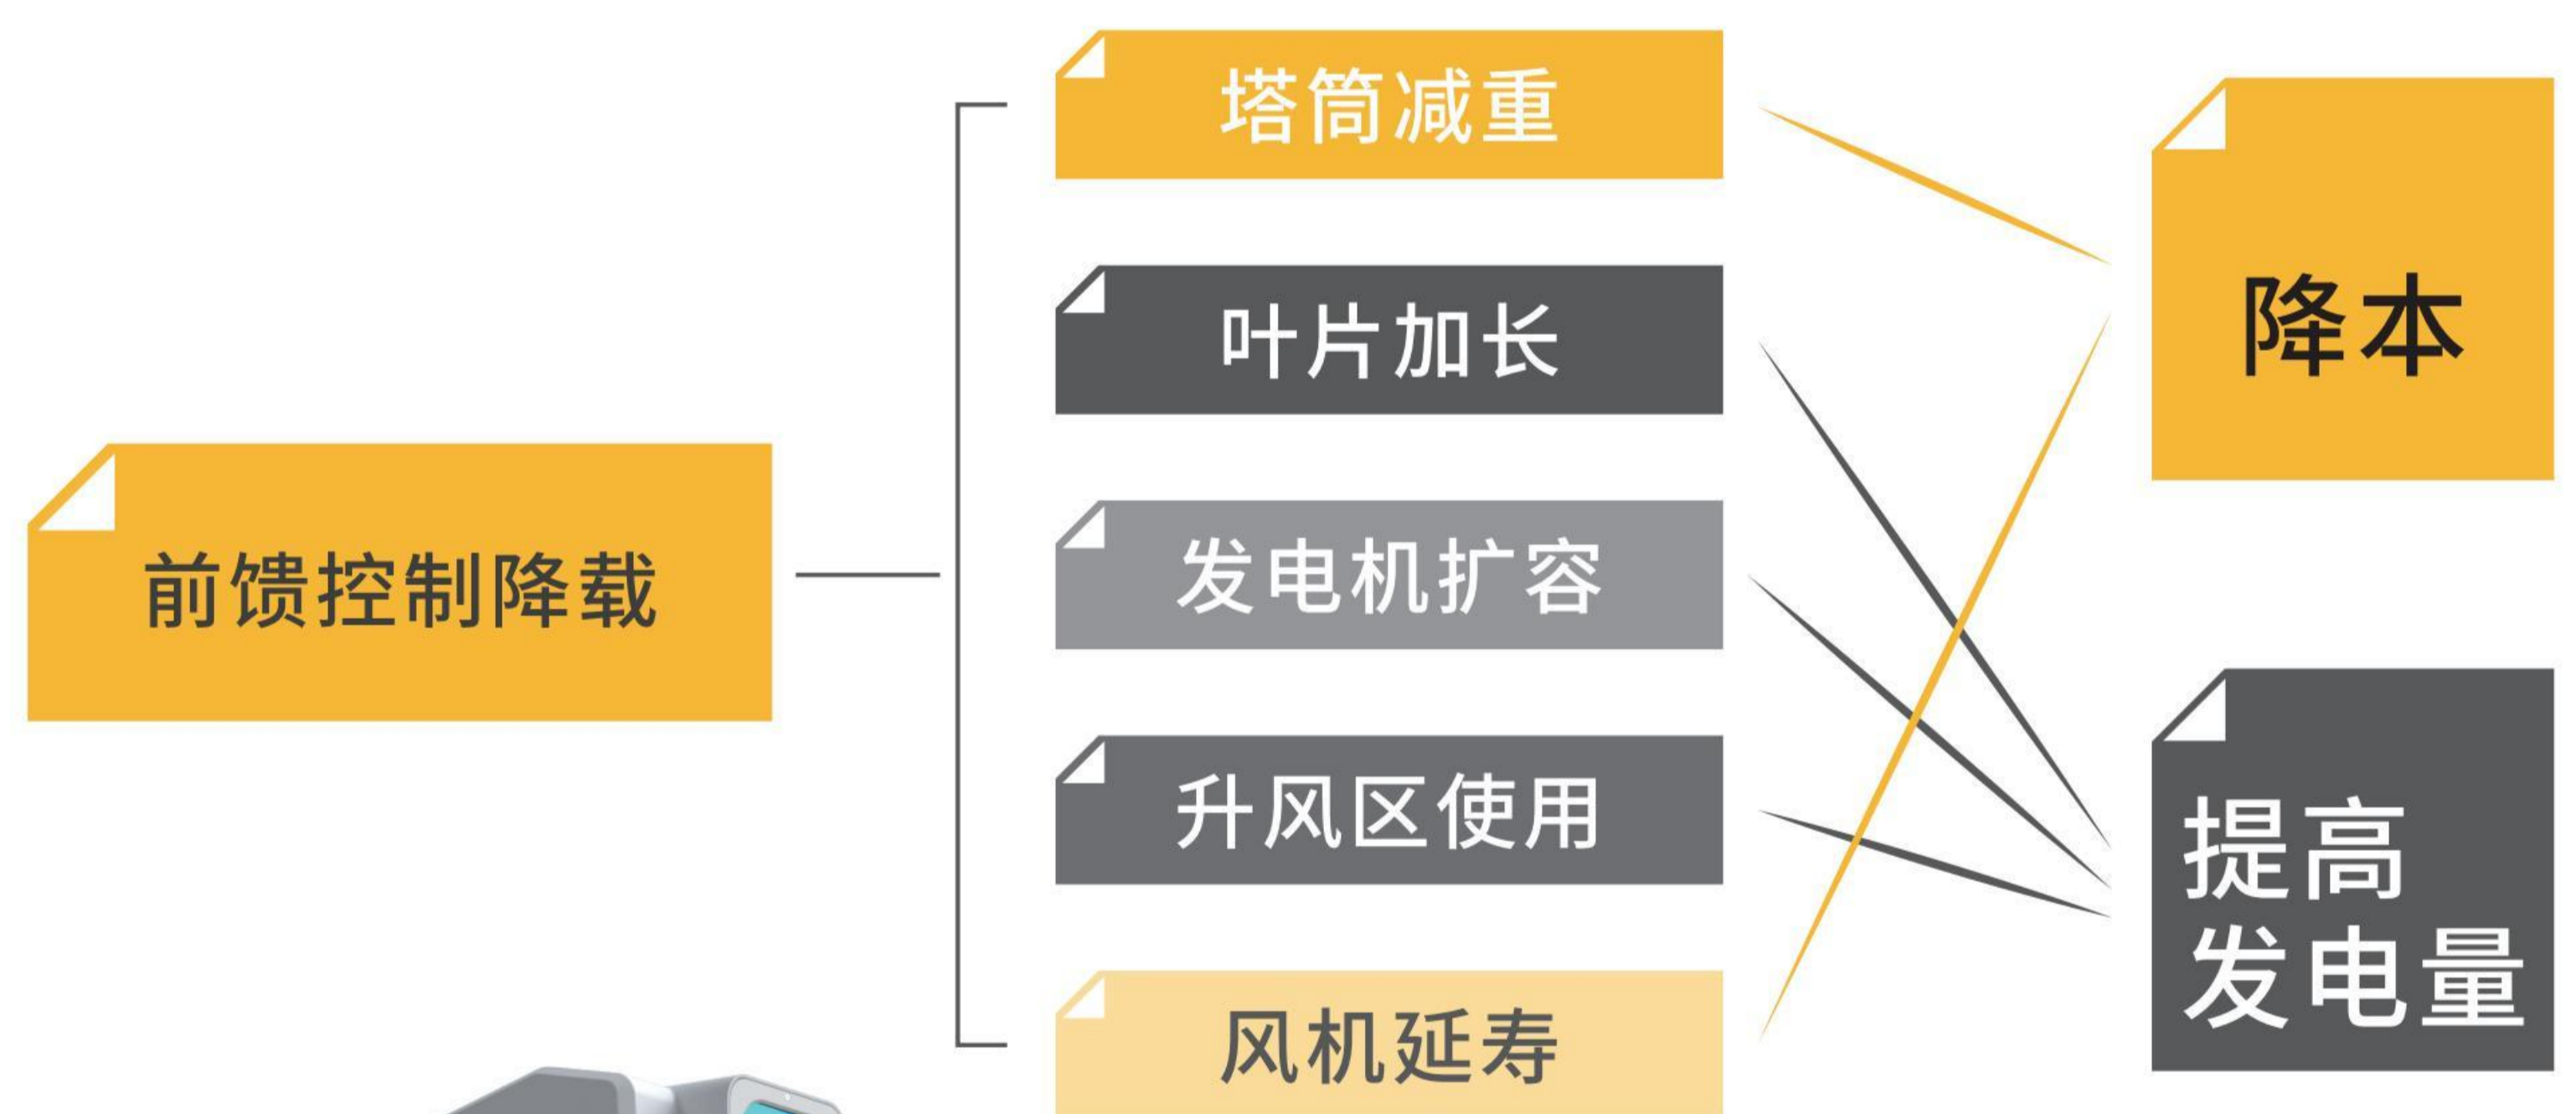 前馈控制降载
塔筒减重
叶片加长
发电机扩容
升风区使用
风机延寿
降本
提高
发电量